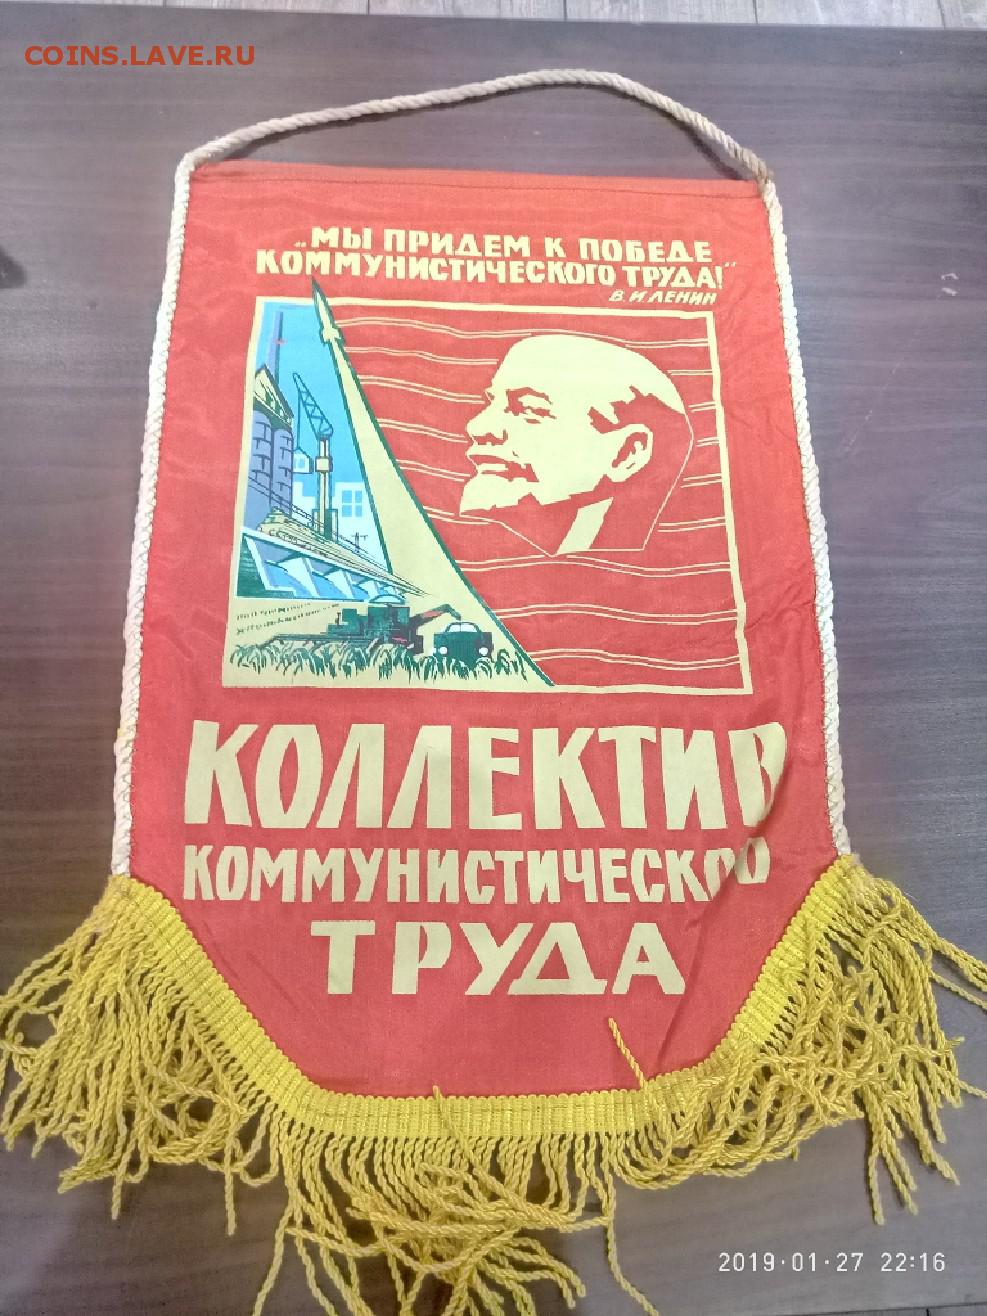 COINS.LAVE.RU
„МЫ ПРИДЕМ К ПОБЕДЕ
КОММУНИСТИЧЕСКОГО ТРУДА!"
В. И ЛЕНИН
КОЛЛЕКТИВ
КОММУНИСТИЧЕСКОГО
ТРУДА
2019·01·27 22:16